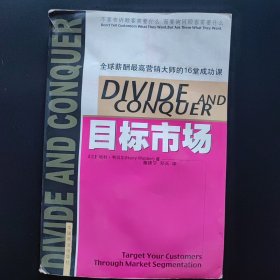 不要告诉顾客需要什么,而要问顾客需要什么
Don't Tell Customers What They Want, But Ask Them What They Want.
全球薪酬最高营销大师的16堂成功课
DIVIDE AND
CONQUER
目标市场
DIVIDE AND CONQUER
Target Your Customers
Through Market Segmentation